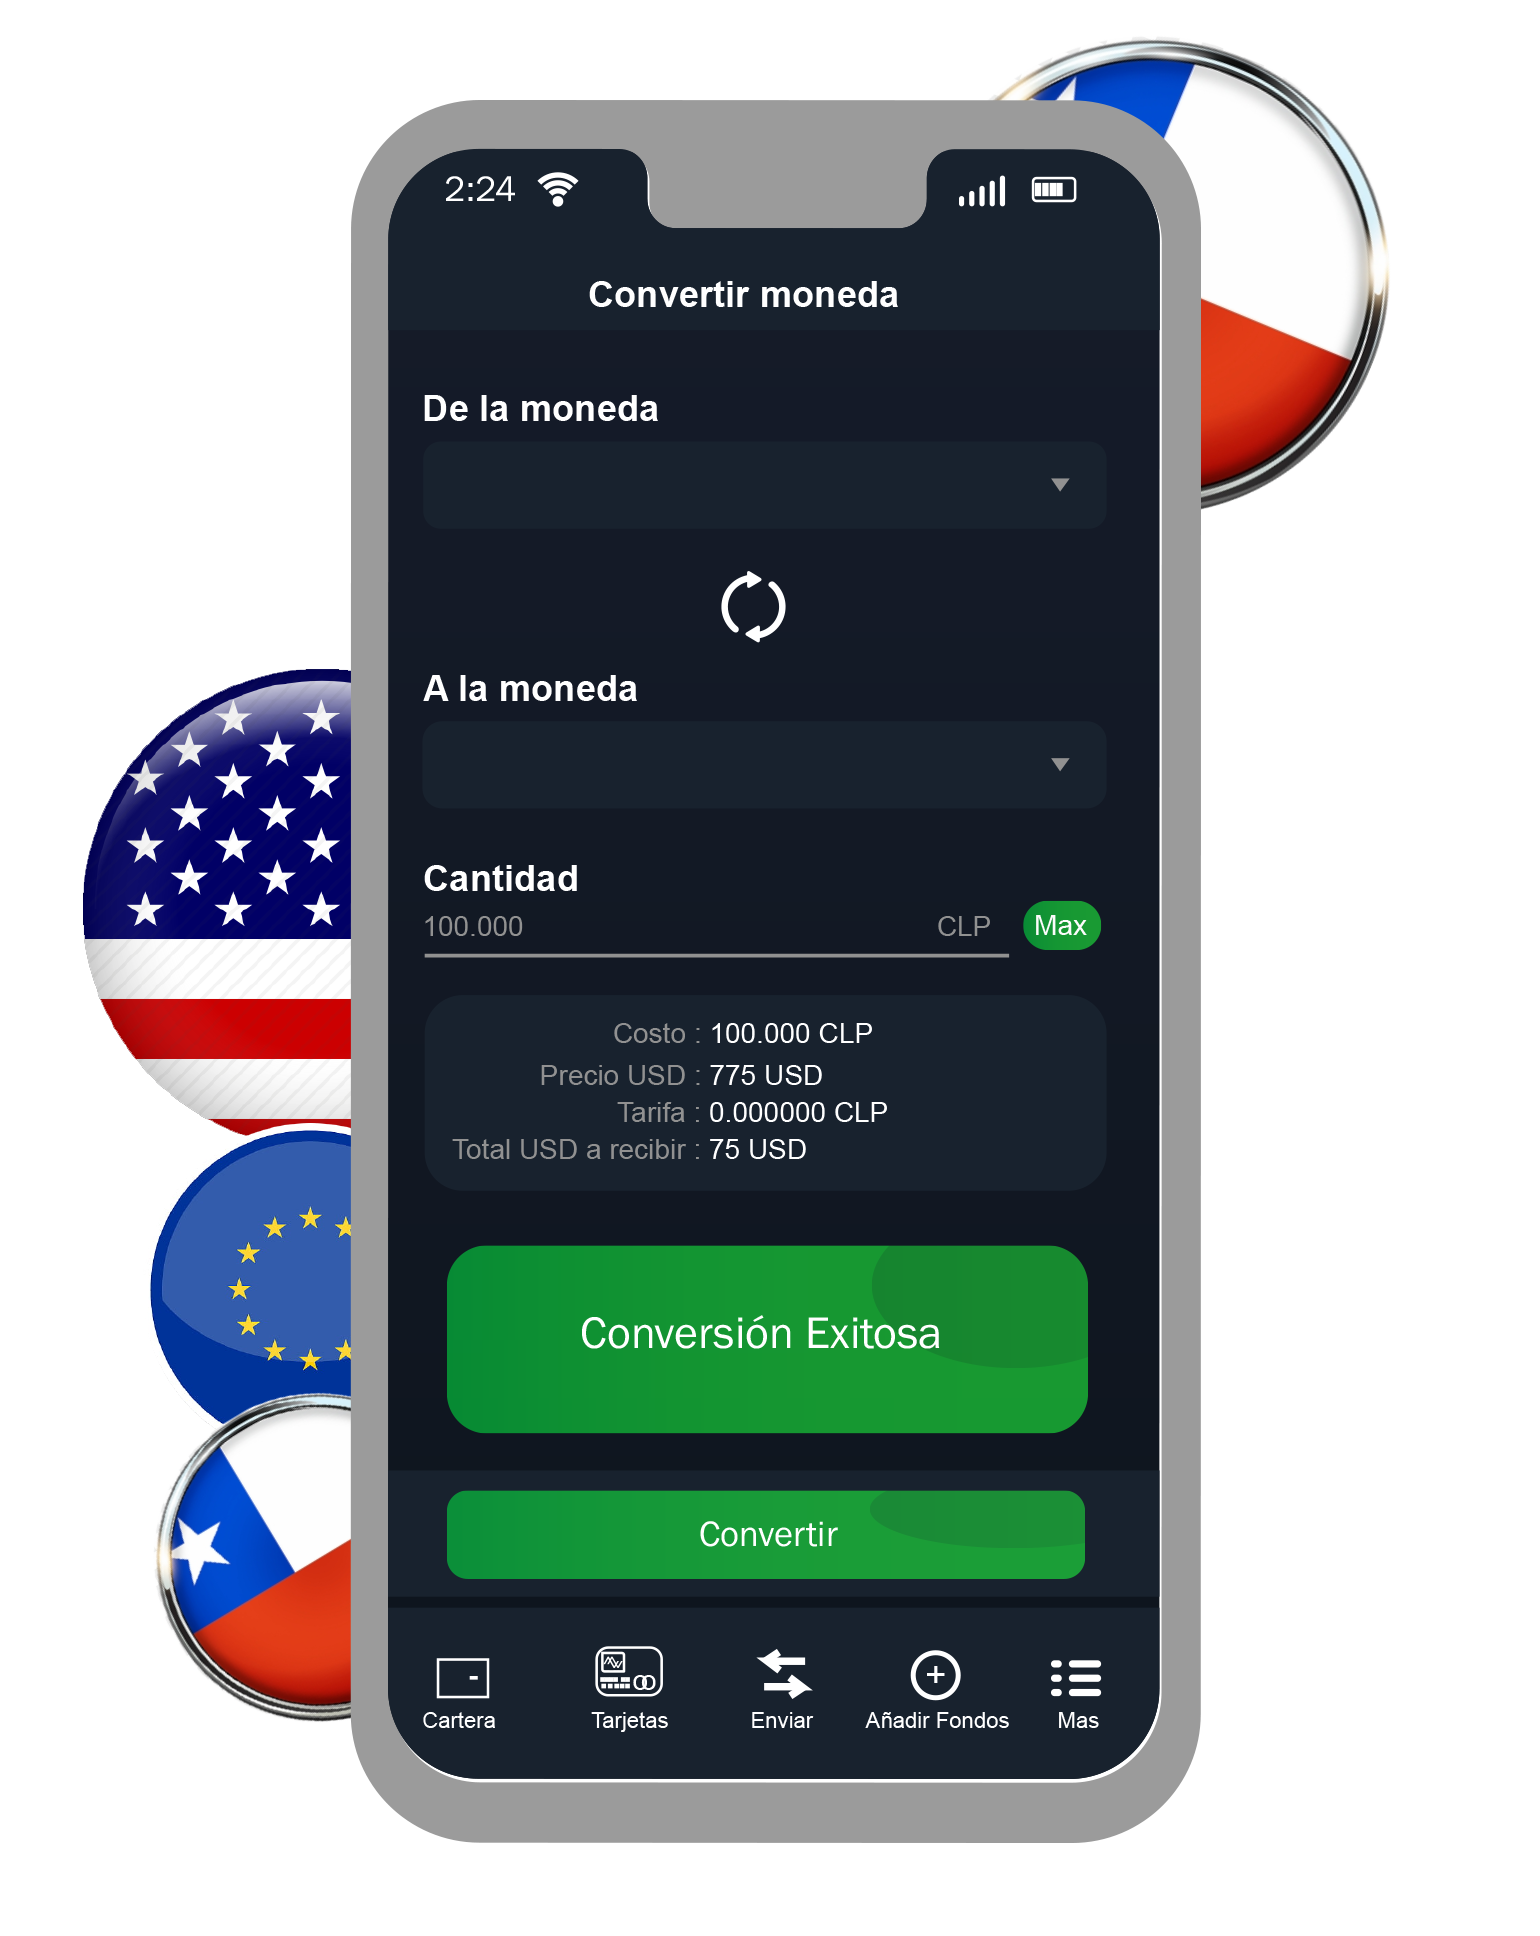 2:24
Convertir moneda
De la moneda
A la moneda
Cantidad
100.000 CLP Max
Costo : 100.000 CLP
Precio USD : 775 USD
Tarifa : 0.000000 CLP
Total USD a recibir : 75 USD
Conversión Exitosa
Convertir
Cartera Tarjetas Enviar Añadir Fondos Mas